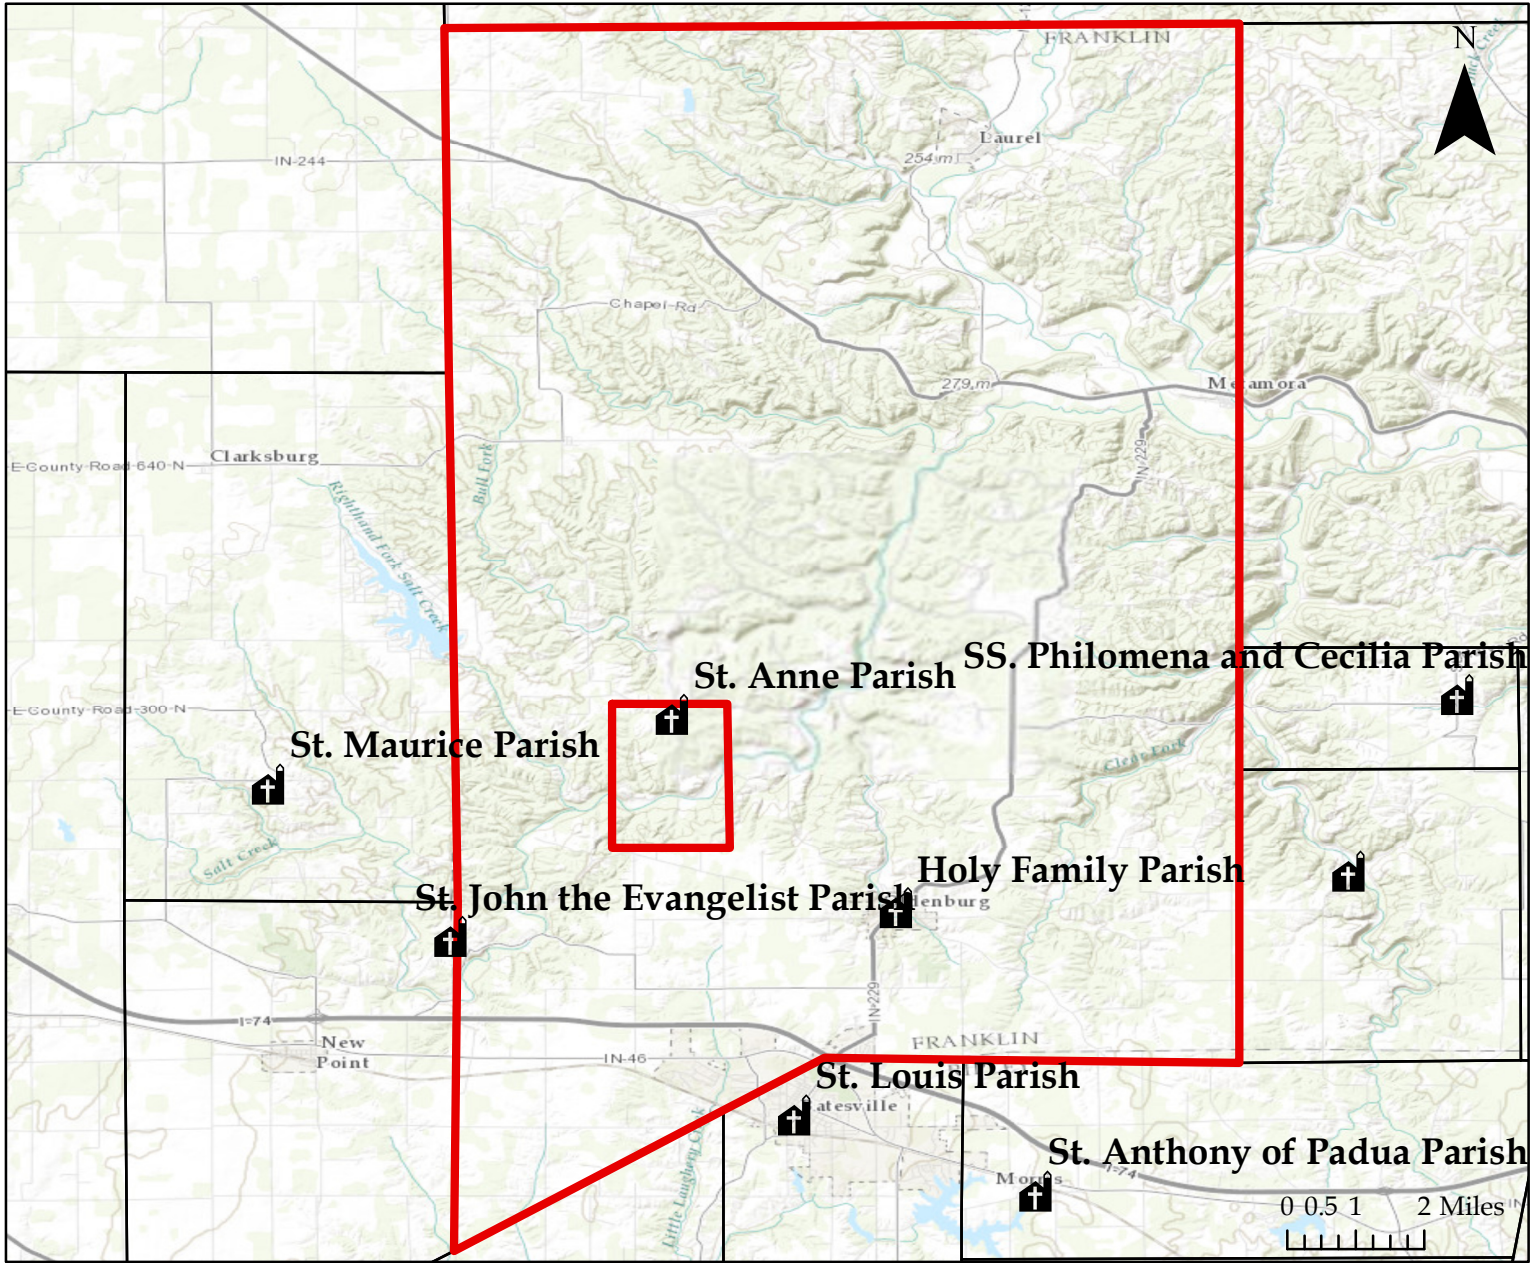 FRANKLIN
N
Laurel
254 m
IN-244
Chapel Rd
279 m
Metamora
IN-229
Clarksburg
E County Road 640 N
Bull Fork
Righthand Fork Salt Creek
SS. Philomena and Cecilia Parish
St. Anne Parish
E County Road 300 N
St. Maurice Parish
Clear Fork
Salt Creek
Holy Family Parish
St. John the Evangelist Parish
denburg
IN-229
I-74
FRANKLIN
New
Point
IN-46
St. Louis Parish
atesville
Little Laughery Creek
St. Anthony of Padua Parish
I-74
Morris
0 0.5 1 2 Miles